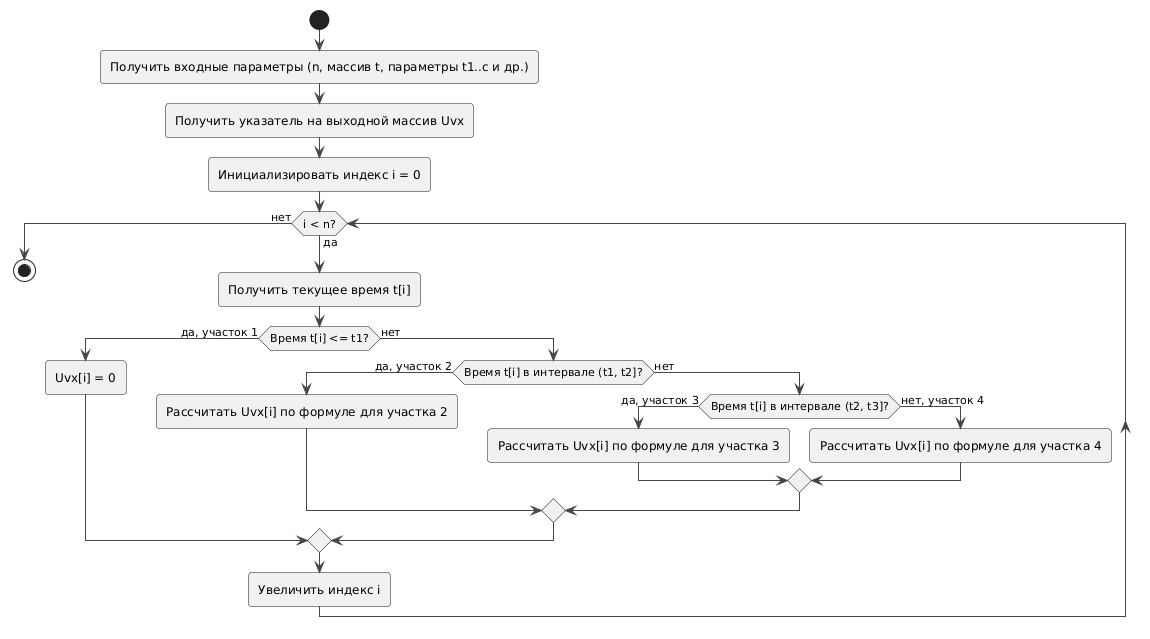 Получить входные параметры (n, массив t, параметры t1..c и др.)
Получить указатель на выходной массив Uvx
Инициализировать индекс i = 0
нет
i < n?
да
Получить текущее время t[i]
да, участок 1
Время t[i] <= t1?
нет
Uvx[i] = 0
да, участок 2
Время t[i] в интервале (t1, t2]?
нет
Рассчитать Uvx[i] по формуле для участка 2
да, участок 3
Время t[i] в интервале (t2, t3]?
нет, участок 4
Рассчитать Uvx[i] по формуле для участка 3
Рассчитать Uvx[i] по формуле для участка 4
Увеличить индекс i